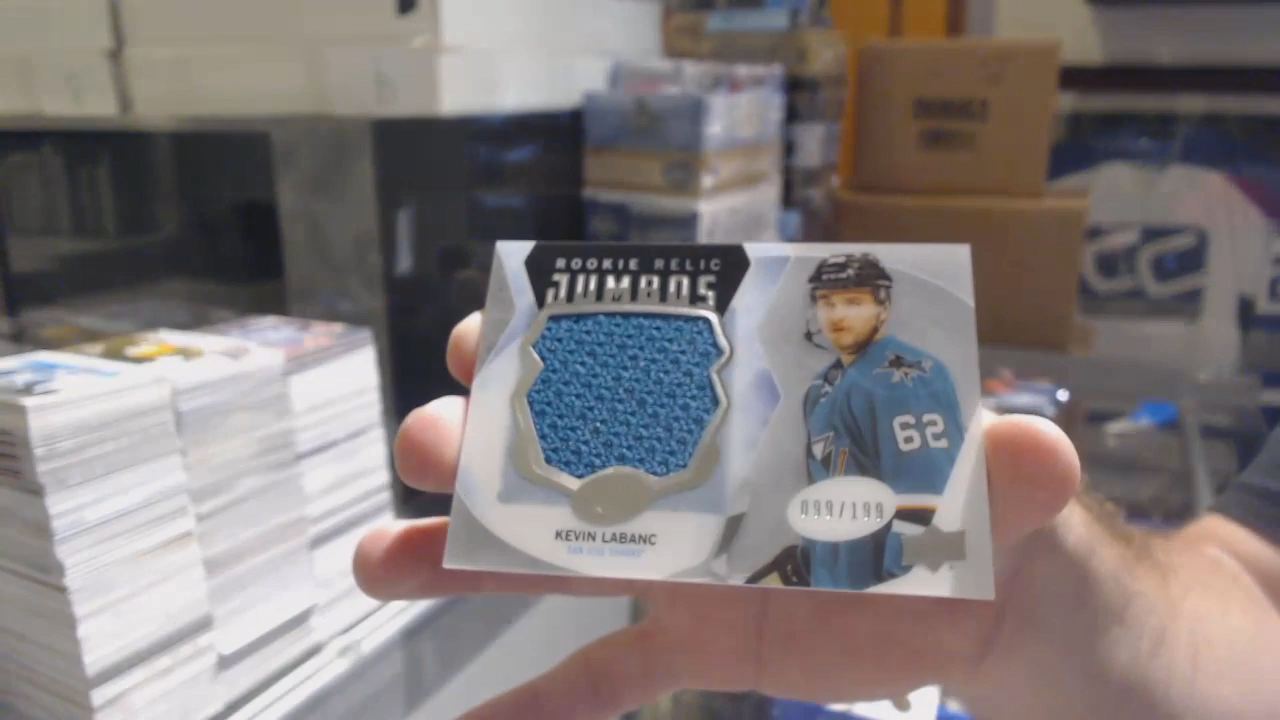 ROOKIE RELIC
JUMBOS
62
099/199
KEVIN LABANC
SAN JOSE SHARKS